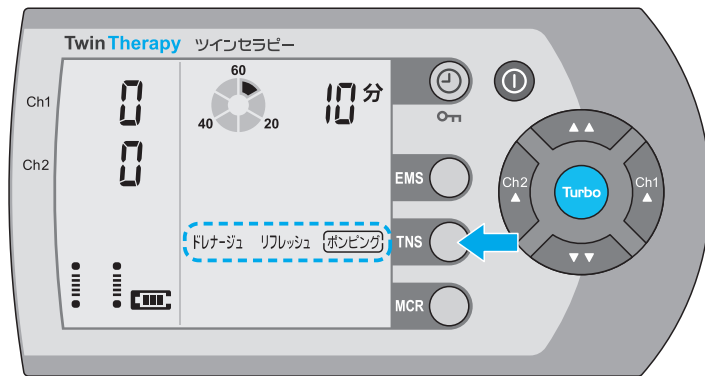 TwinTherapy ツインセラピー
Ch1 0
60
40 20
10分
Ch2 0
EMS
ドレナージュ リフレッシュ ポンピング
TNS
MCR
Ch2
Turbo
Ch1